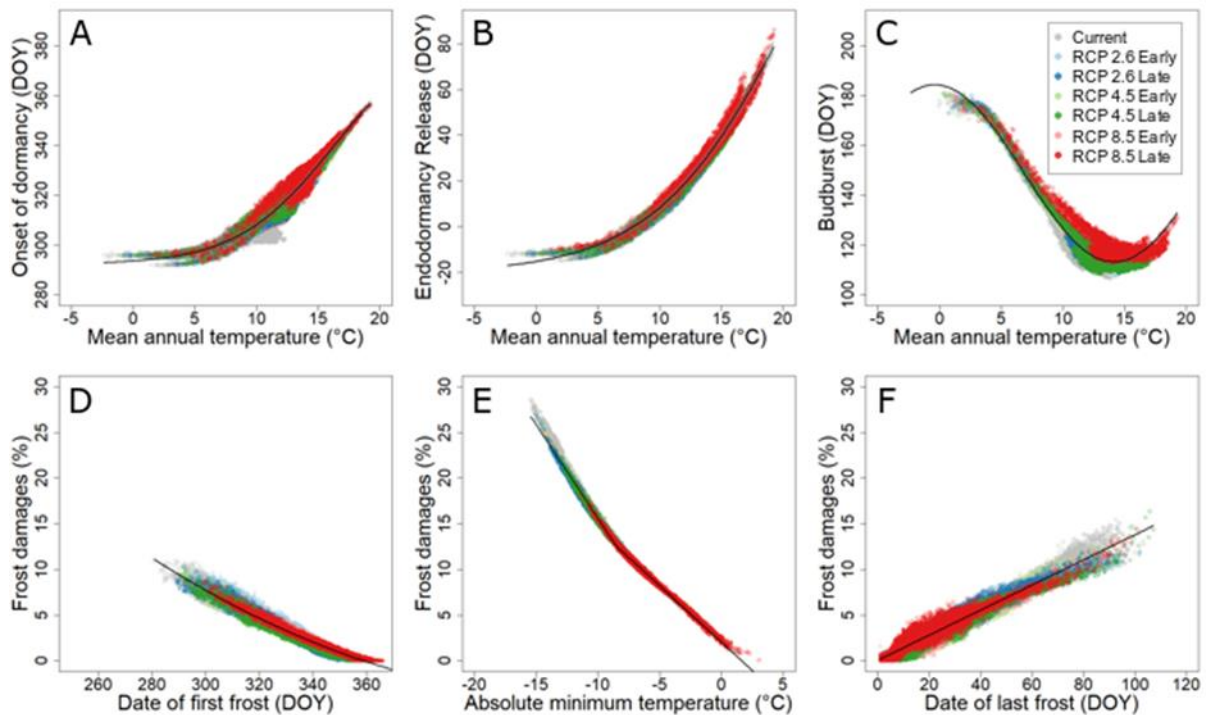 A
Onset of dormancy (DOY)
280 300 320 340 360 380
-5 0 5 10 15 20
Mean annual temperature (°C)
B
Endodormancy Release (DOY)
-20 0 20 40 60 80
-5 0 5 10 15 20
Mean annual temperature (°C)
C
Budburst (DOY)
100 120 140 160 180 200
-5 0 5 10 15 20
Mean annual temperature (°C)
Current
RCP 2.6 Early
RCP 2.6 Late
RCP 4.5 Early
RCP 4.5 Late
RCP 8.5 Early
RCP 8.5 Late
D
Frost damages (%)
0 5 10 15 20 25 30
260 280 300 320 340 360
Date of first frost (DOY)
E
Frost damages (%)
0 5 10 15 20 25 30
-20 -15 -10 -5 0 5
Absolute minimum temperature (°C)
F
Frost damages (%)
0 5 10 15 20 25 30
0 20 40 60 80 100 120
Date of last frost (DOY)